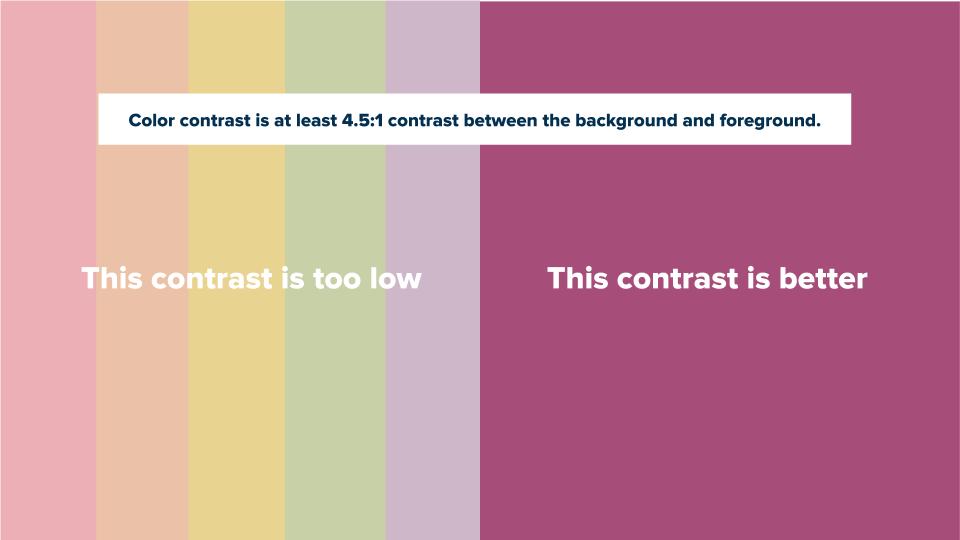 Color contrast is at least 4.5:1 contrast between the background and foreground.
This contrast is too low
This contrast is better